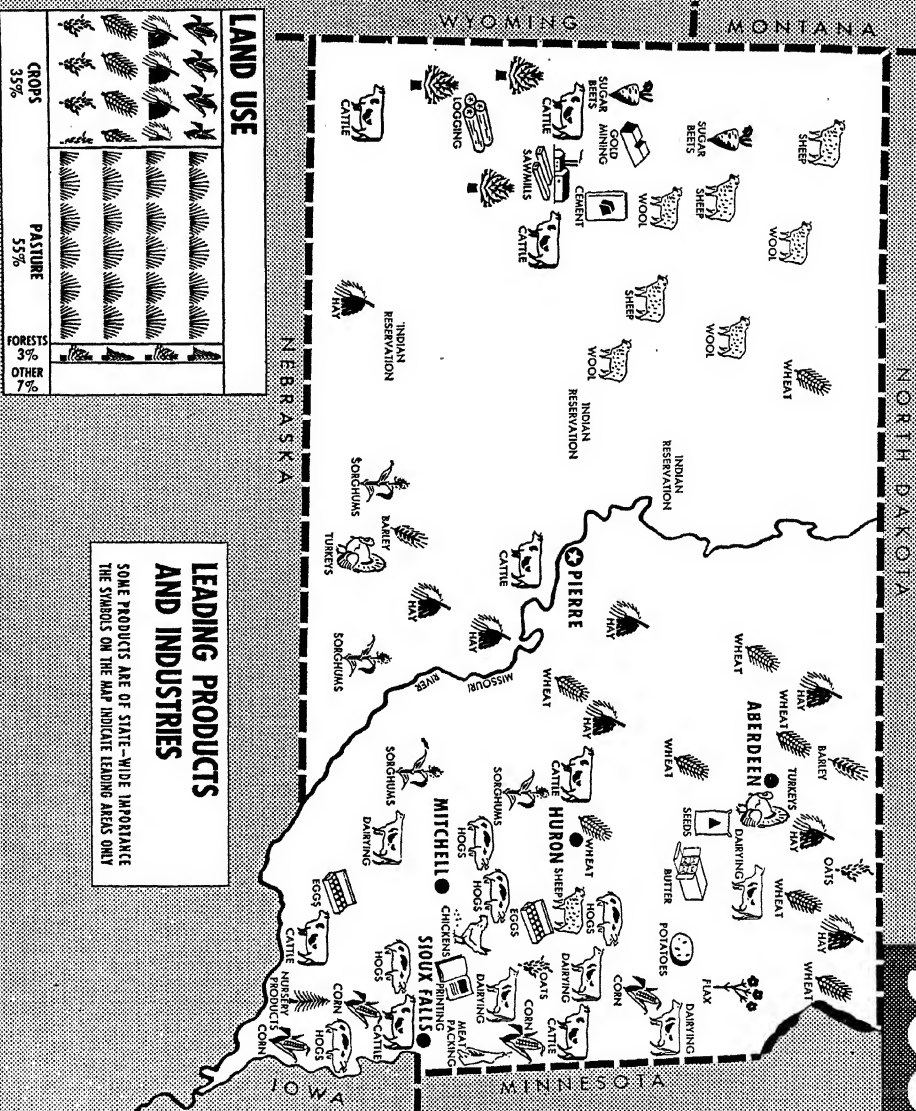 MONTANA
WYOMING
NORTH DAKOTA
MINNESOTA
IOWA
NEBRASKA
SHEEP
WOOL
WHEAT
HAY
BARLEY
HAY
OATS
HAY
WHEAT
WHEAT
WHEAT
WHEAT
TURKEYS
ABERDEEN
DAIRYING
SUGAR
BEETS
SHEEP
WOOL
FLAX
DAIRYING
SEEDS
BUTTER
POTATOES
WHEAT
INDIAN
RESERVATION
SUGAR
BEETS
GOLD
MINING
WOOL
SHEEP
WOOL
INDIAN
RESERVATION
HAY
HAY
WHEAT
CORN
HOGS
CEMENT
CATTLE
SAWMILLS
CATTLE
PIERRE
CATTLE
WHEAT
CATTLE
HURON
SHEEP
DAIRYING
CATTLE
LOGGING
HAY
MISSOURI
RIVER
SORGHUMS
EGGS
OATS
CORN
HOGS
HOGS
DAIRYING
MEAT
PACKING
CHICKENS
PRINTING
MITCHELL
SIOUX FALLS
CATTLE
HAY
INDIAN
RESERVATION
HAY
BARLEY
TURKEYS
SORGHUMS
SORGHUMS
SORGHUMS
DAIRYING
HOGS
CATTLE
CORN
EGGS
CATTLE
HOGS
NURSERY
PRODUCTS
CORN
LAND USE
CROPS
35%
PASTURE
55%
FORESTS
3%
OTHER
7%
LEADING PRODUCTS
AND INDUSTRIES
SOME PRODUCTS ARE OF STATE-WIDE IMPORTANCE
THE SYMBOLS ON THE MAP INDICATE LEADING AREAS ONLY